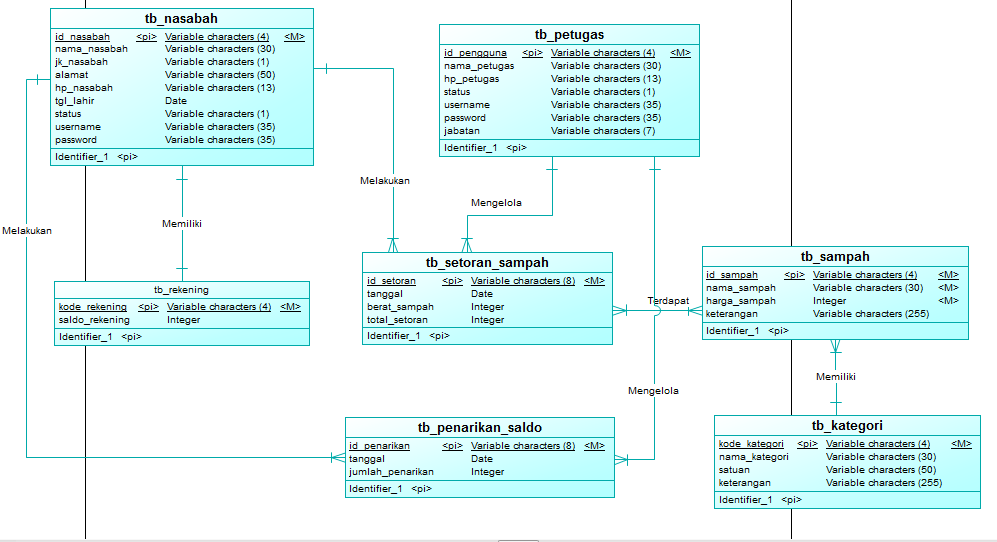 tb_nasabah
id_nasabah <pi> Variable characters (4) <M>
nama_nasabah Variable characters (30)
jk_nasabah Variable characters (1)
alamat Variable characters (50)
hp_nasabah Variable characters (13)
tgl_lahir Date
status Variable characters (1)
username Variable characters (35)
password Variable characters (35)
Identifier_1 <pi>
tb_petugas
id_pengguna <pi> Variable characters (4) <M>
nama_petugas Variable characters (30)
hp_petugas Variable characters (13)
status Variable characters (1)
username Variable characters (35)
password Variable characters (35)
jabatan Variable characters (7)
Identifier_1 <pi>
Melakukan
Mengelola
Memiliki
Melakukan
tb_rekening
kode_rekening <pi> Variable characters (4) <M>
saldo_rekening Integer
Identifier_1 <pi>
tb_setoran_sampah
id_setoran <pi> Variable characters (8) <M>
tanggal Date
berat_sampah Integer
total_setoran Integer
Identifier_1 <pi>
Terdapat
tb_sampah
id_sampah <pi> Variable characters (4) <M>
nama_sampah Variable characters (30) <M>
harga_sampah Integer <M>
keterangan Variable characters (255)
Identifier_1 <pi>
Memiliki
Mengelola
tb_penarikan_saldo
id_penarikan <pi> Variable characters (8) <M>
tanggal Date
jumlah_penarikan Integer
Identifier_1 <pi>
tb_kategori
kode_kategori <pi> Variable characters (4) <M>
nama_kategori Variable characters (30)
satuan Variable characters (50)
keterangan Variable characters (255)
Identifier_1 <pi>